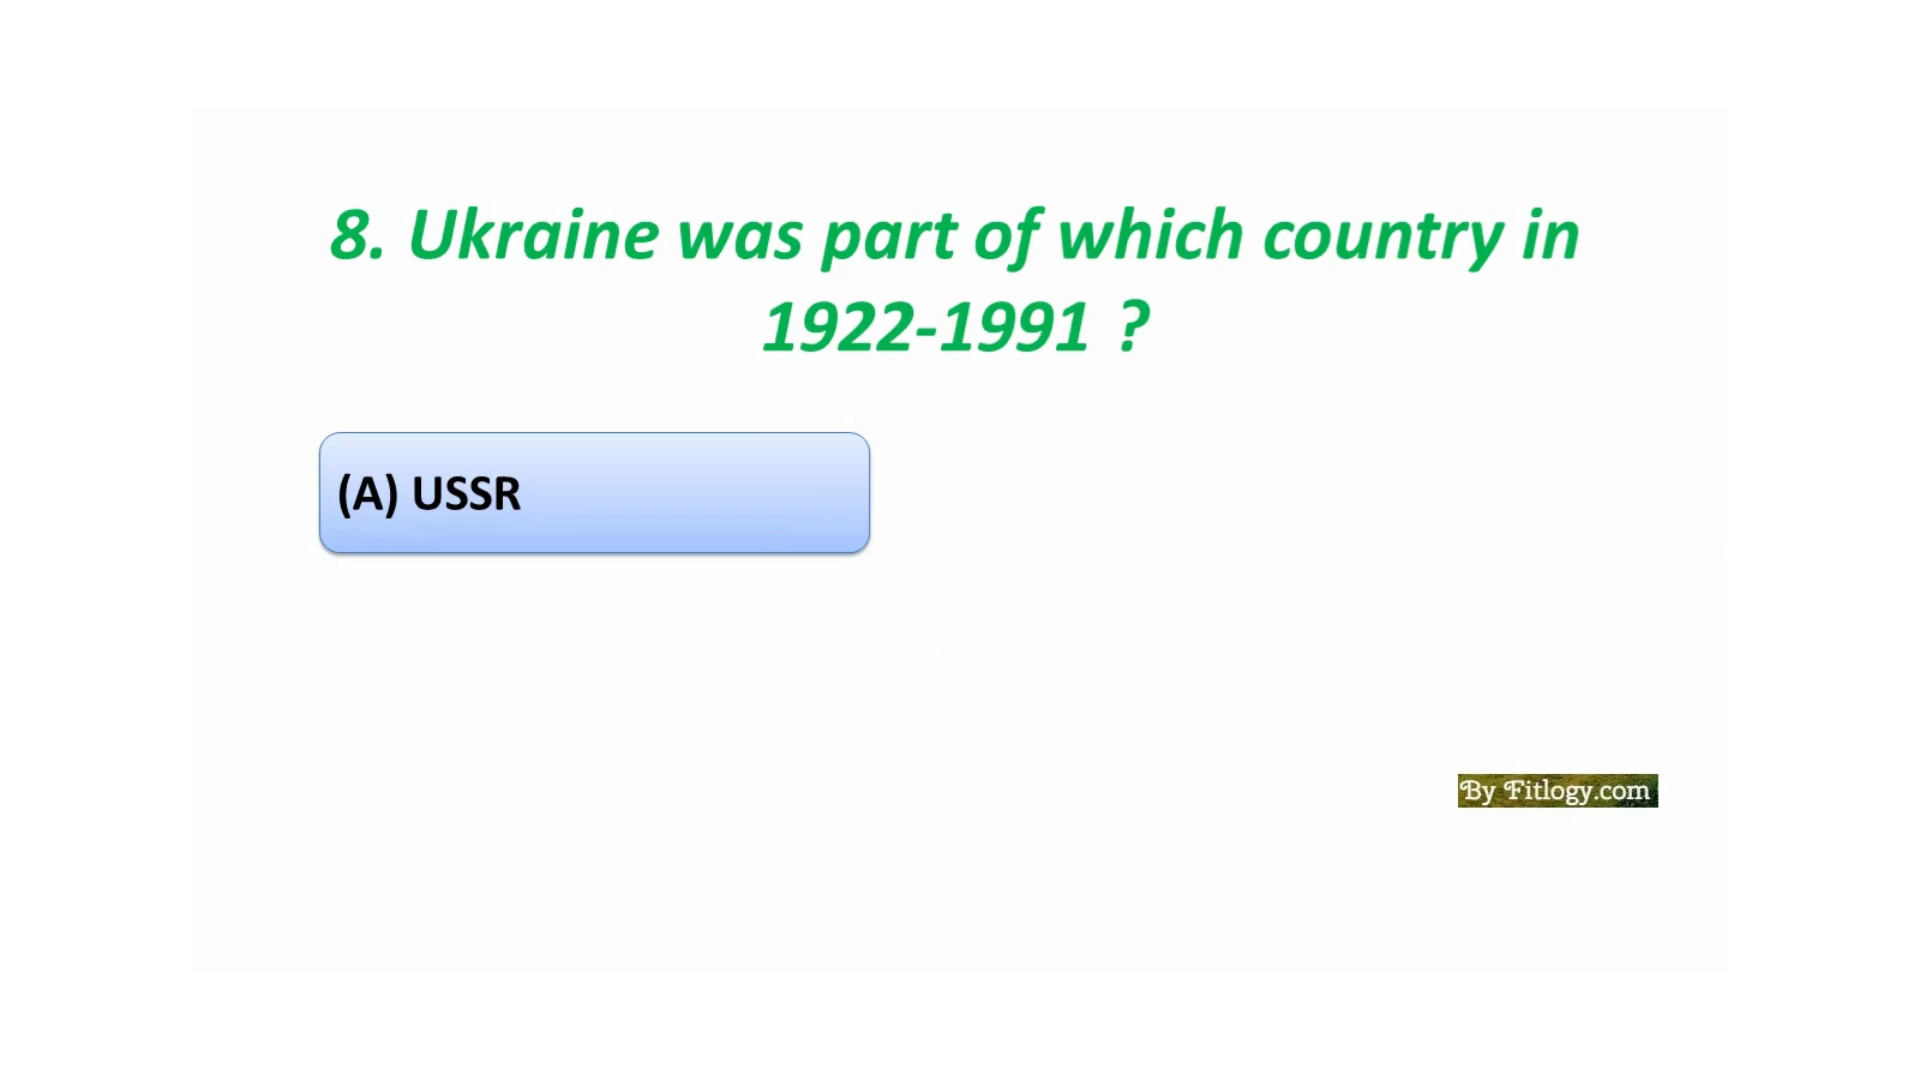 8. Ukraine was part of which country in
1922-1991 ?
(A) USSR
By Fitlogy.com